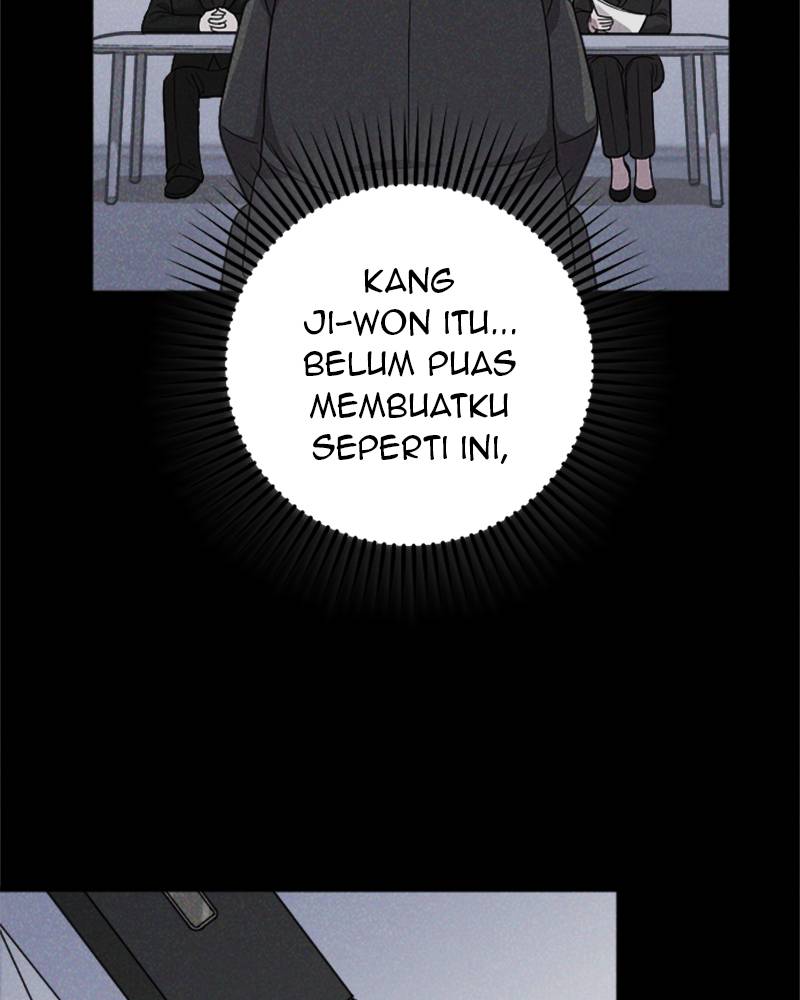 KANG
JI-WON ITU...
BELUM PUAS
MEMBUATKU
SEPERTI INI,